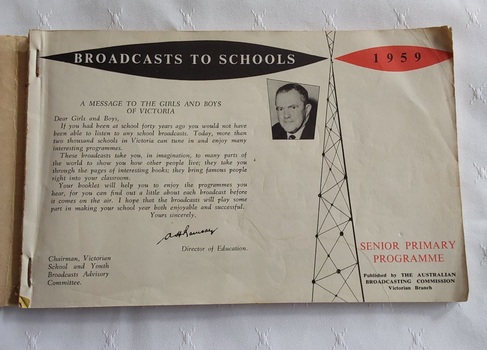 BROADCASTS TO SCHOOLS
1959
A MESSAGE TO THE GIRLS AND BOYS
OF VICTORIA
Dear Girls and Boys,
If you had been at school forty years ago you would not have
been able to listen to any school broadcasts. Today, more than
two thousand schools in Victoria can tune in and enjoy many
interesting programmes.
These broadcasts take you, in imagination, to many parts of
the world to show you how other people live; they take you
through the pages of interesting books; they bring famous people
right into your classroom.
Your booklet will help you to enjoy the programmes you
hear, for you can find out a little about each broadcast before
it comes on the air. I hope that the broadcasts will play some
part in making your school year both enjoyable and successful.
Yours sincerely,
Director of Education.
Chairman, Victorian
School and Youth
Broadcasts Advisory
Committee.
SENIOR PRIMARY
PROGRAMME
Published by THE AUSTRALIAN
BROADCASTING COMMISSION
Victorian Branch